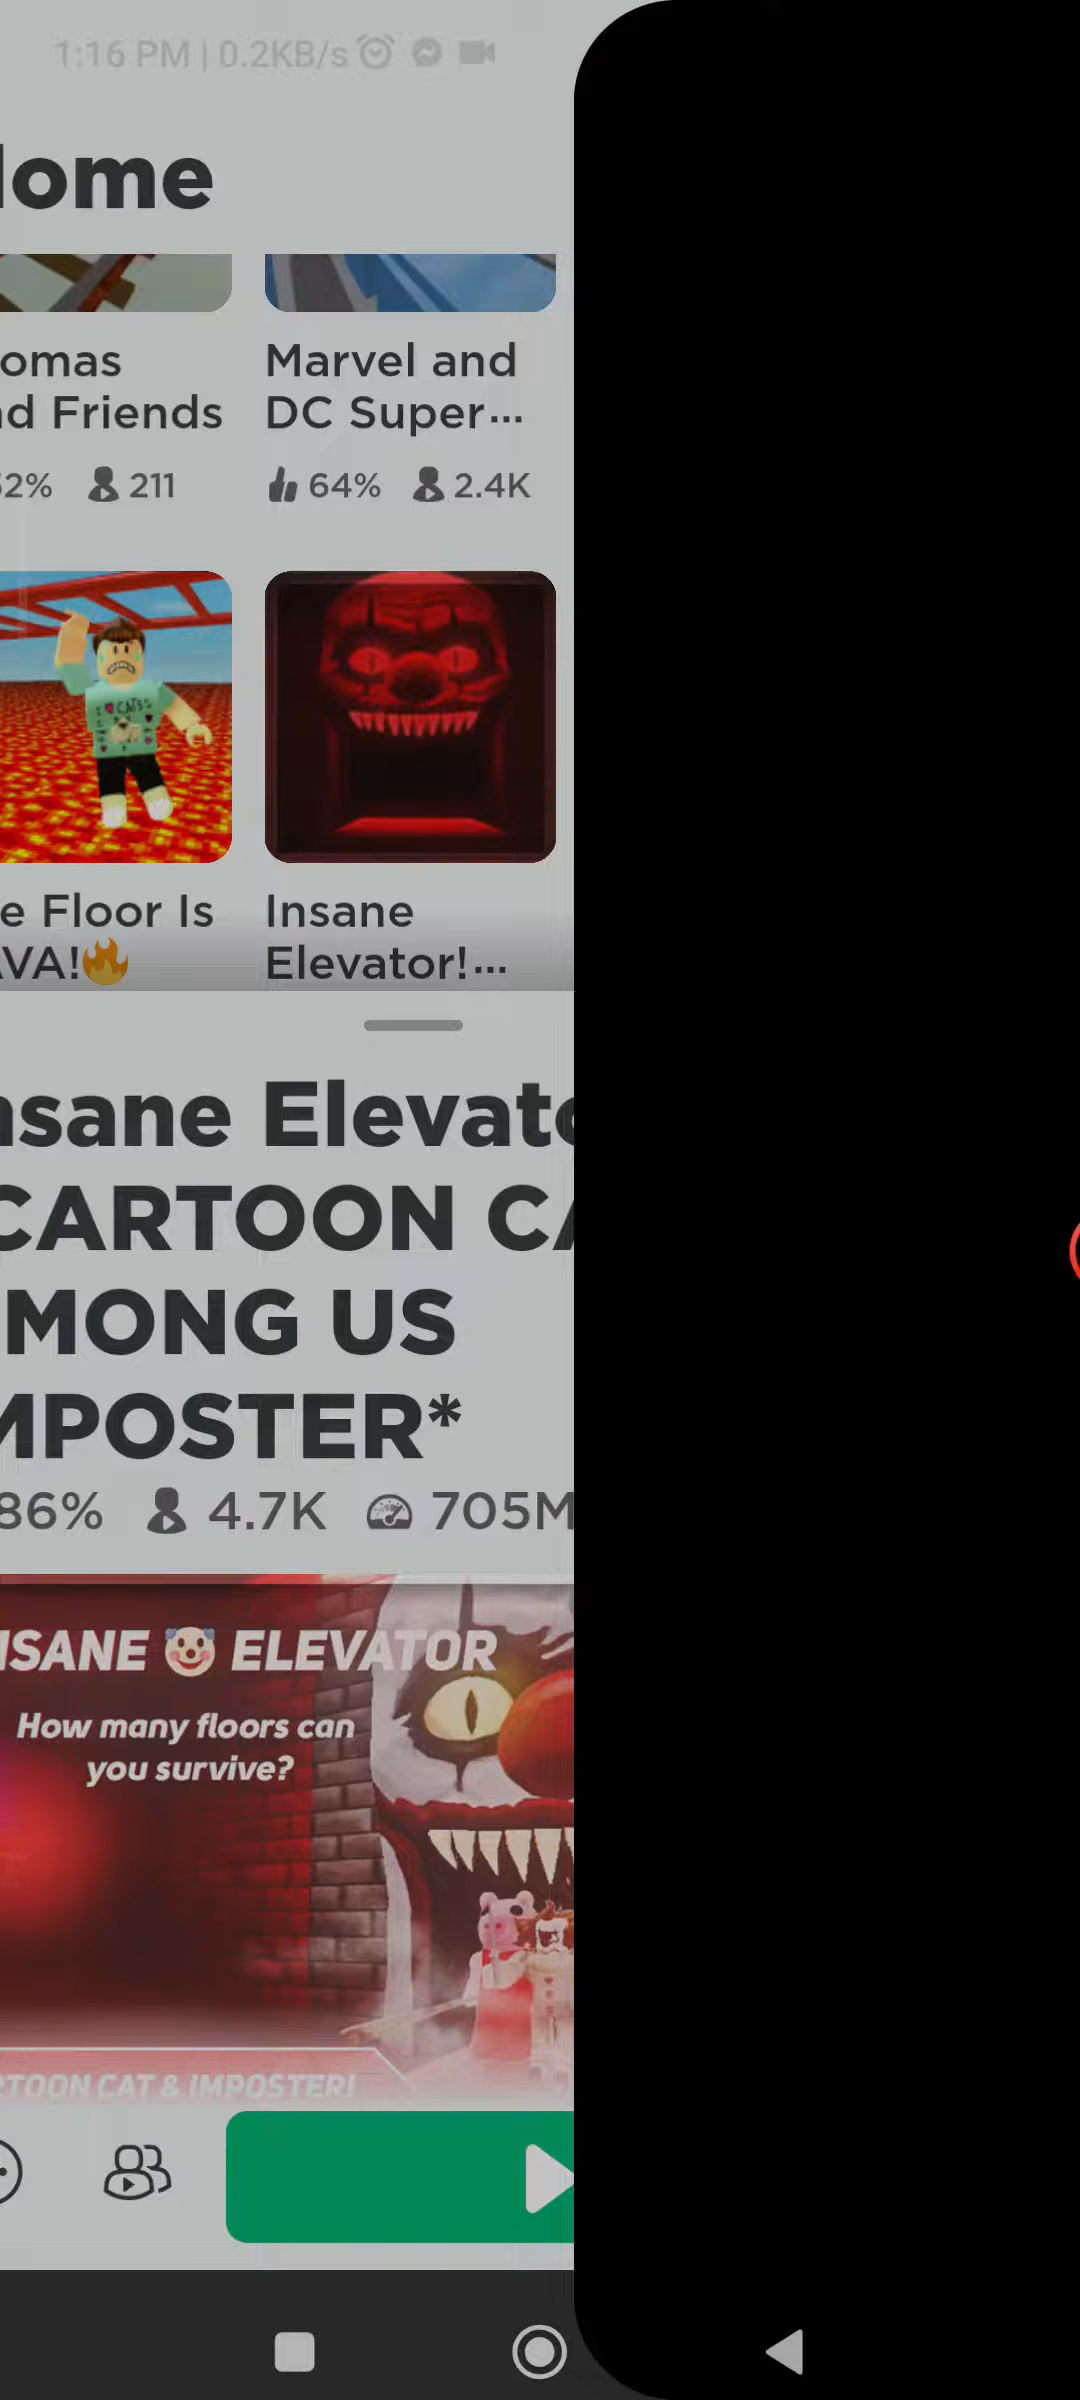 1:16 PM | 0.2KB/s
ome
omas
d Friends
Marvel and
DC Super...
2%
211
64%
2.4K
CATS
e Floor Is
VA!🔥
Insane
Elevator!...
sane Elevat
CARTOON C
MONG US
MPOSTER*
86%
4.7K
705M
SANE 🤡 ELEVATOR
How many floors can
you survive?
TOON CAT & IMPOSTER!